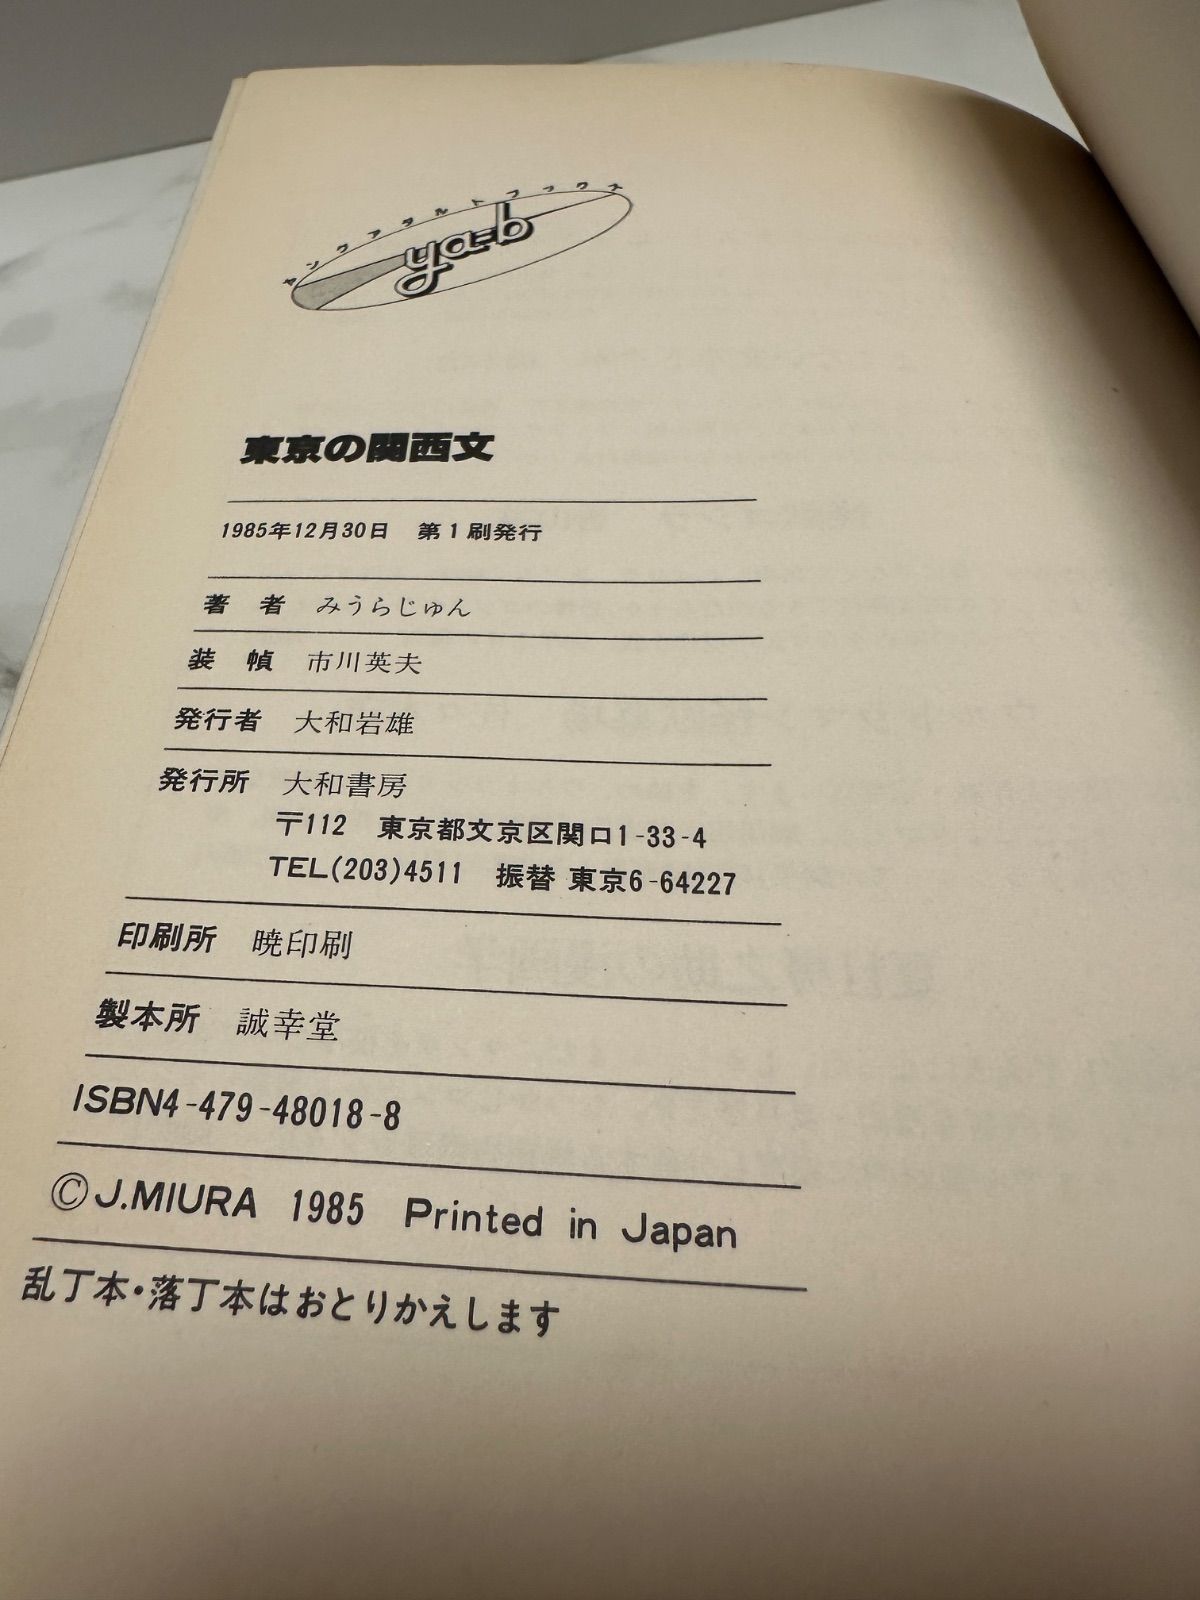 ヤングアダルトブックス
ya=b
東京の関西文
1985年12月30日 第1刷発行
著 者 みうらじゅん
装 幀 市川英夫
発行者 大和岩雄
発行所 大和書房
〒112 東京都文京区関口1-33-4
TEL(203)4511 振替 東京6-64227
印刷所 暁印刷
製本所 誠幸堂
ISBN4-479-48018-8
©J.MIURA 1985 Printed in Japan
乱丁本・落丁本はおとりかえします